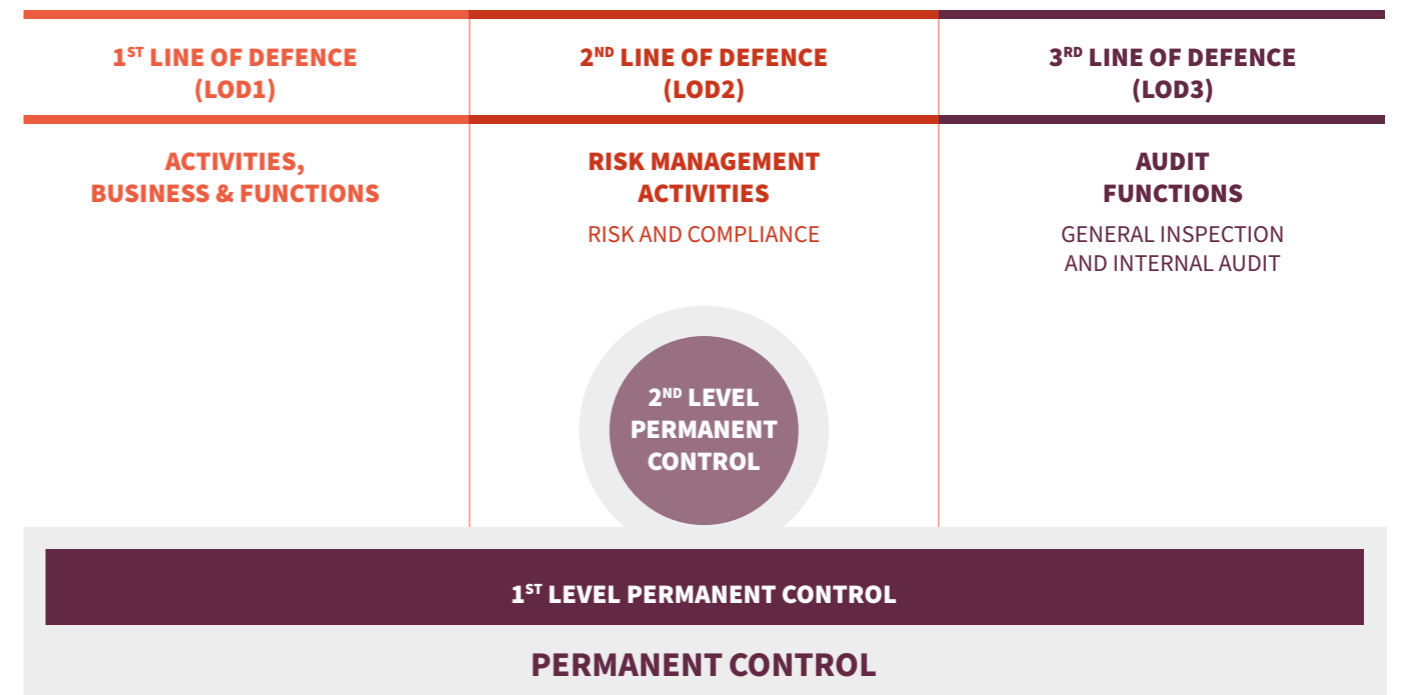 1ST LINE OF DEFENCE
(LOD1)
2ND LINE OF DEFENCE
(LOD2)
3RD LINE OF DEFENCE
(LOD3)
ACTIVITIES,
BUSINESS & FUNCTIONS
RISK MANAGEMENT
ACTIVITIES
RISK AND COMPLIANCE
AUDIT
FUNCTIONS
GENERAL INSPECTION
AND INTERNAL AUDIT
2ND LEVEL
PERMANENT
CONTROL
1ST LEVEL PERMANENT CONTROL
PERMANENT CONTROL